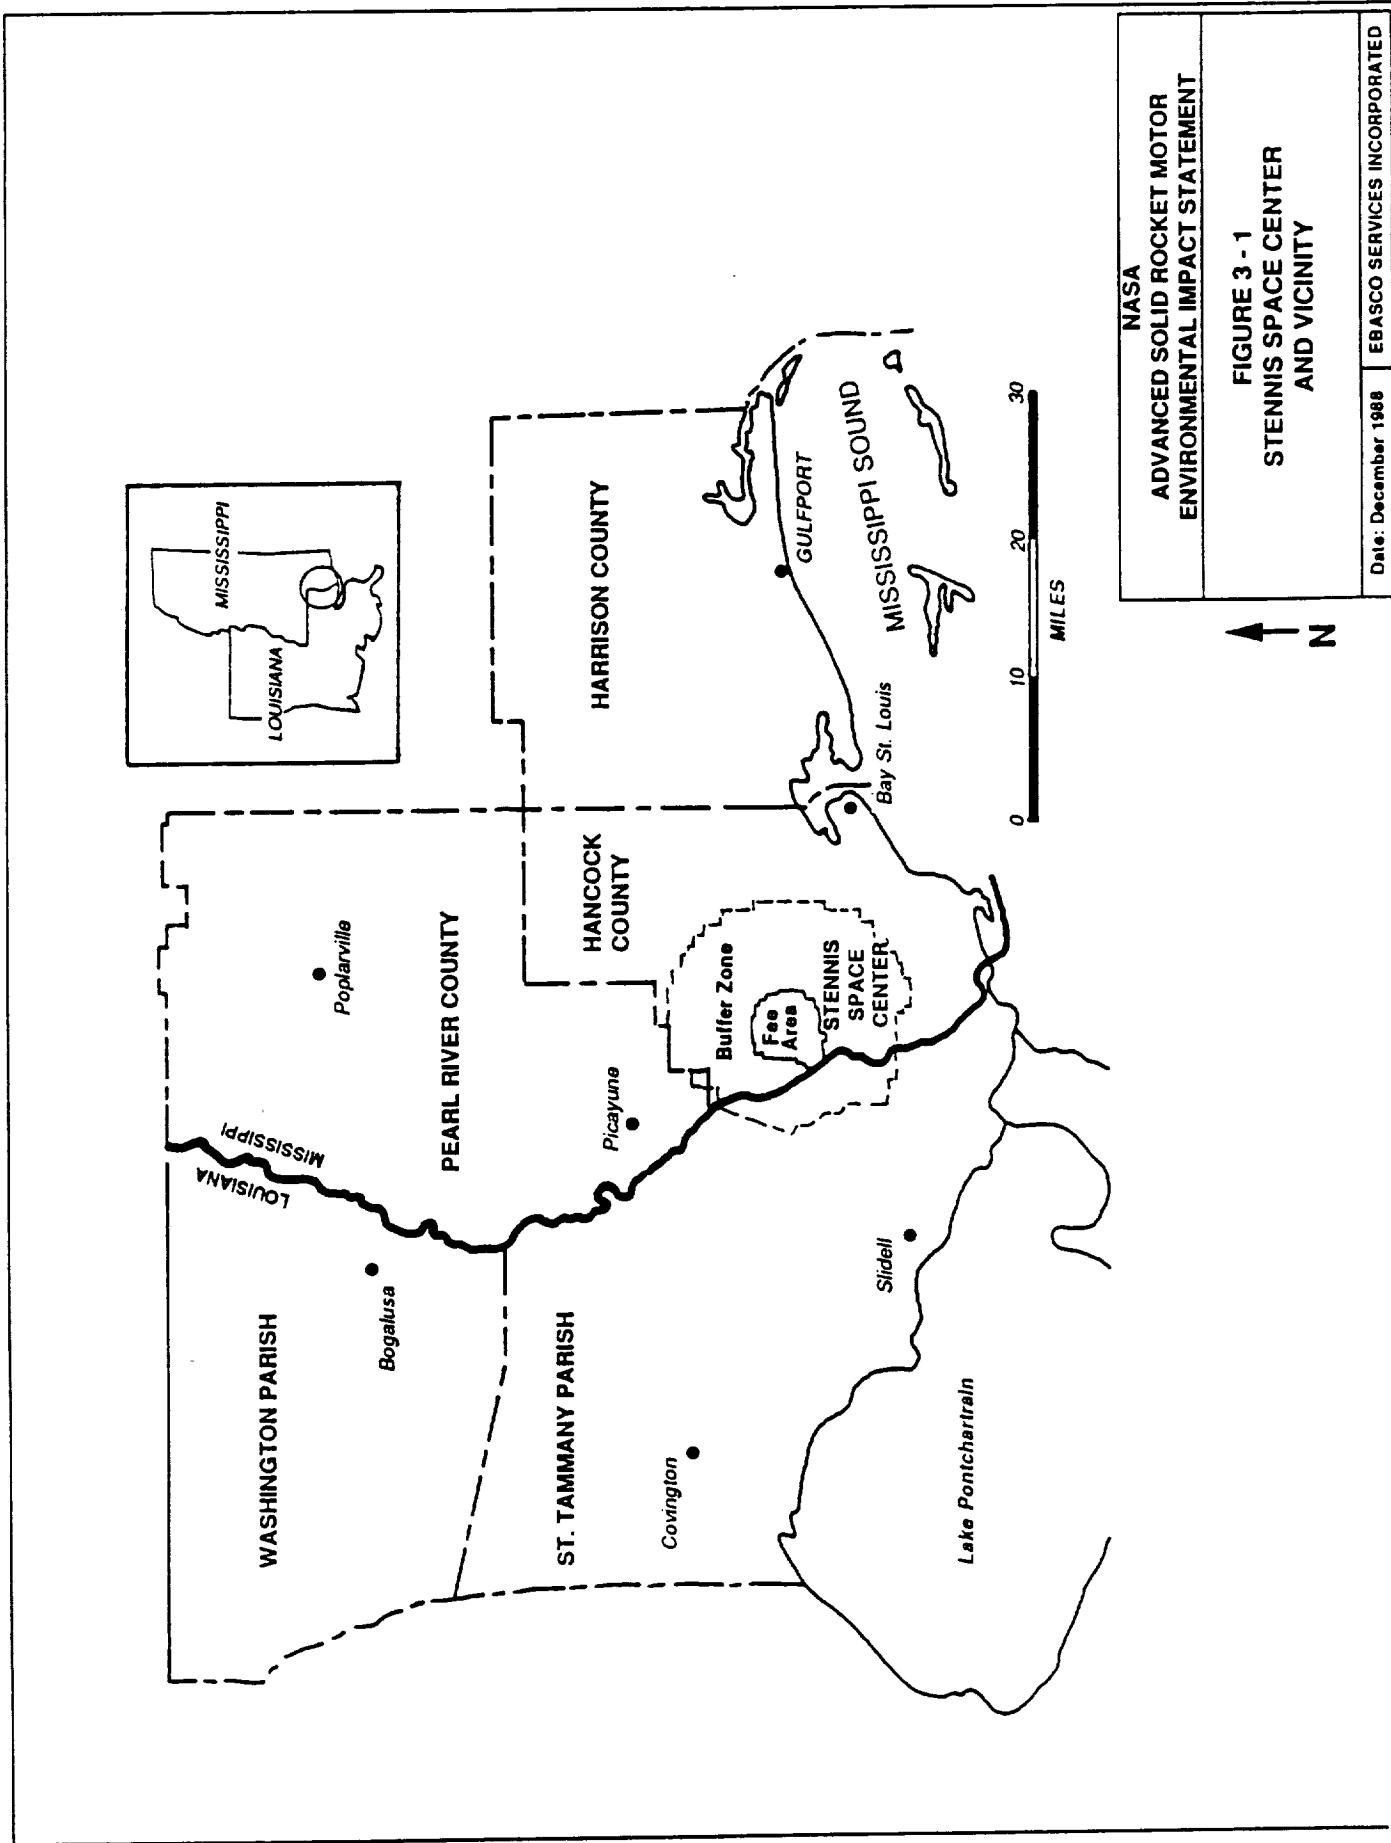 MISSISSIPPI
LOUISIANA
WASHINGTON PARISH
Bogalusa
LOUISIANA
MISSISSIPPI
Poplarville
PEARL RIVER COUNTY
ST. TAMMANY PARISH
Covington
Picayune
HANCOCK
COUNTY
HARRISON COUNTY
Buffer Zone
Fee
Area
STENNIS
SPACE
CENTER
Slidell
Lake Pontchartrain
Bay St. Louis
GULFPORT
MISSISSIPPI SOUND
0 10 20 30
MILES
N
NASA
ADVANCED SOLID ROCKET MOTOR
ENVIRONMENTAL IMPACT STATEMENT
FIGURE 3 - 1
STENNIS SPACE CENTER
AND VICINITY
Date: December 1988 EBASCO SERVICES INCORPORATED